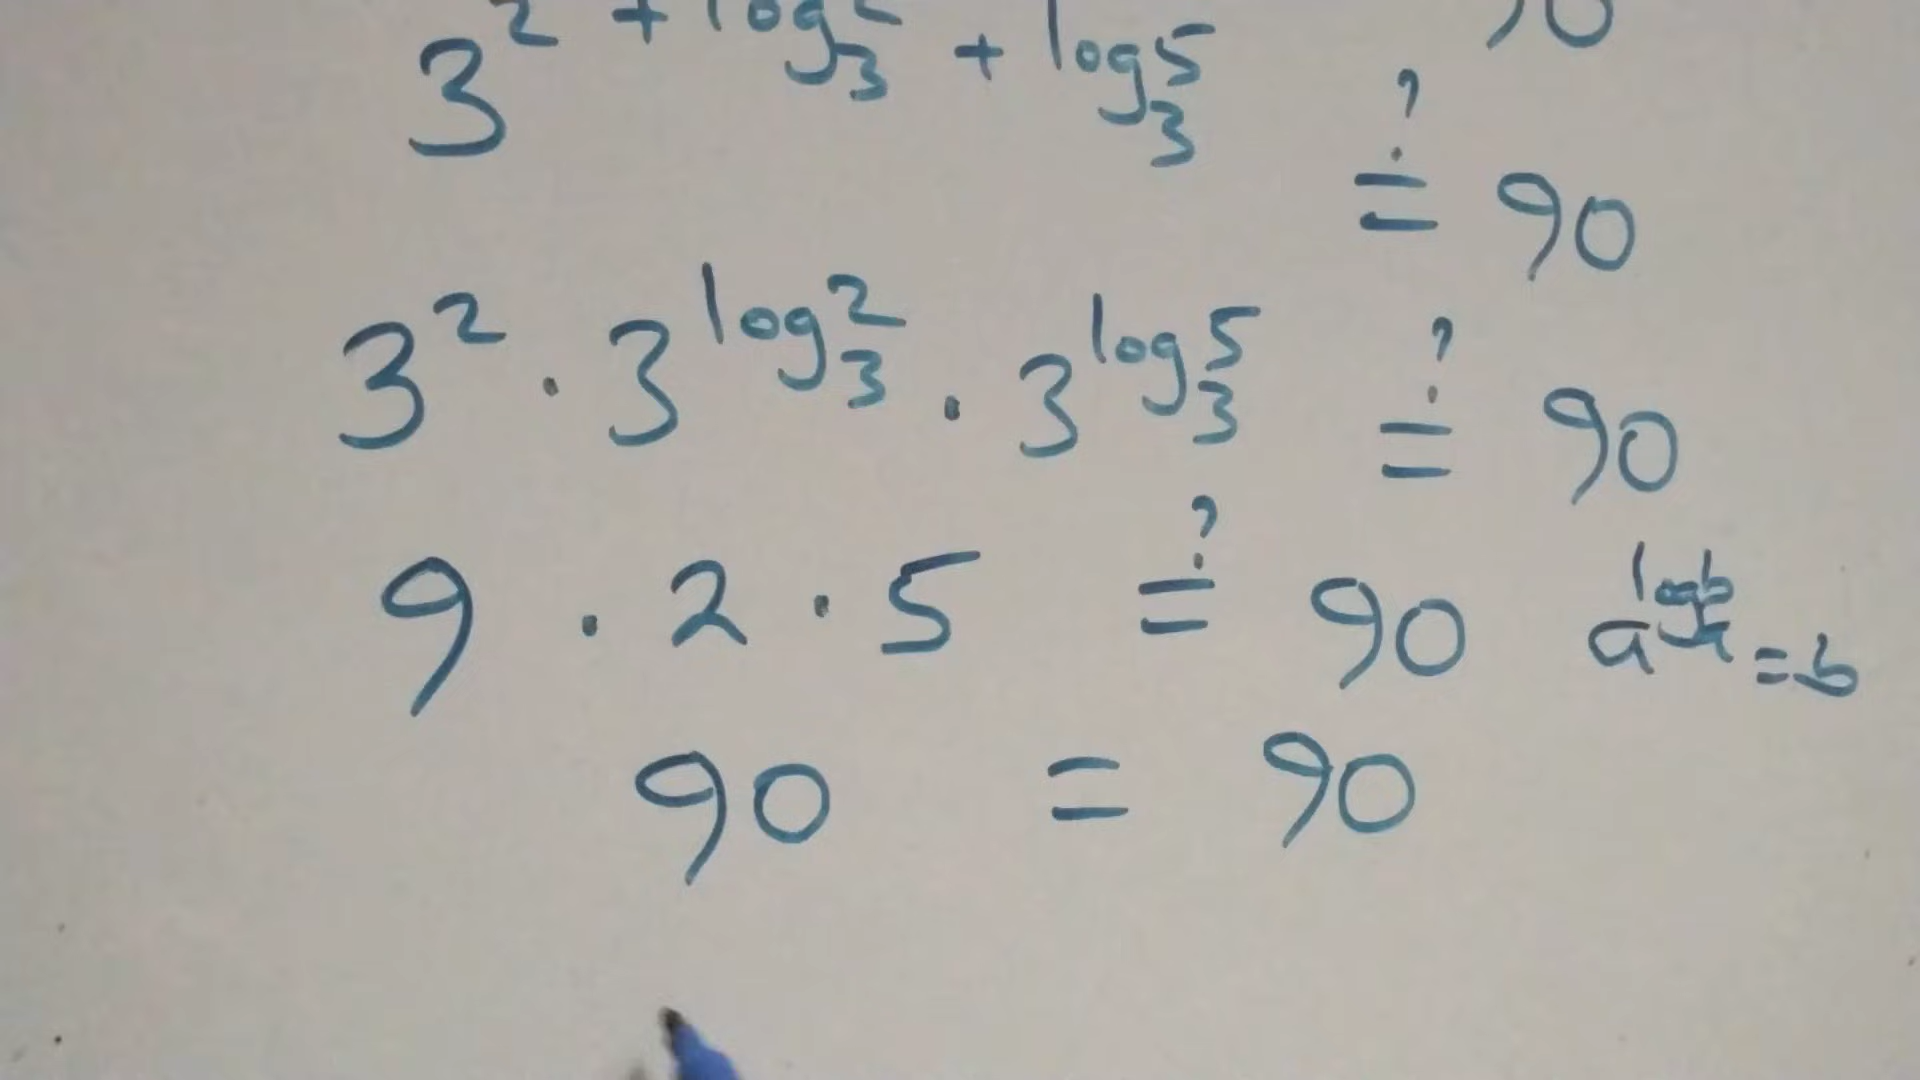 3^{2 + log_3 2 + log_3 5} ≟ 90
3^2 · 3^{log_3 2} · 3^{log_3 5} ≟ 90
9 · 2 · 5 ≟ 90 a^{log_a b} = b
90 = 90